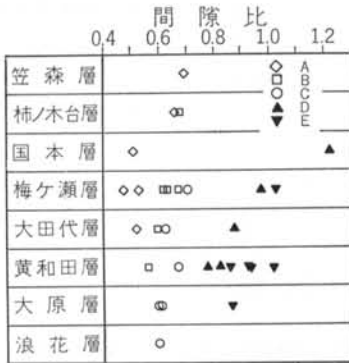 間隙比
0.4 0.6 0.8 1.0 1.2
笠森層
A
B
C
D
E
柿ノ木台層
国本層
梅ケ瀬層
大田代層
黄和田層
大原層
浪花層